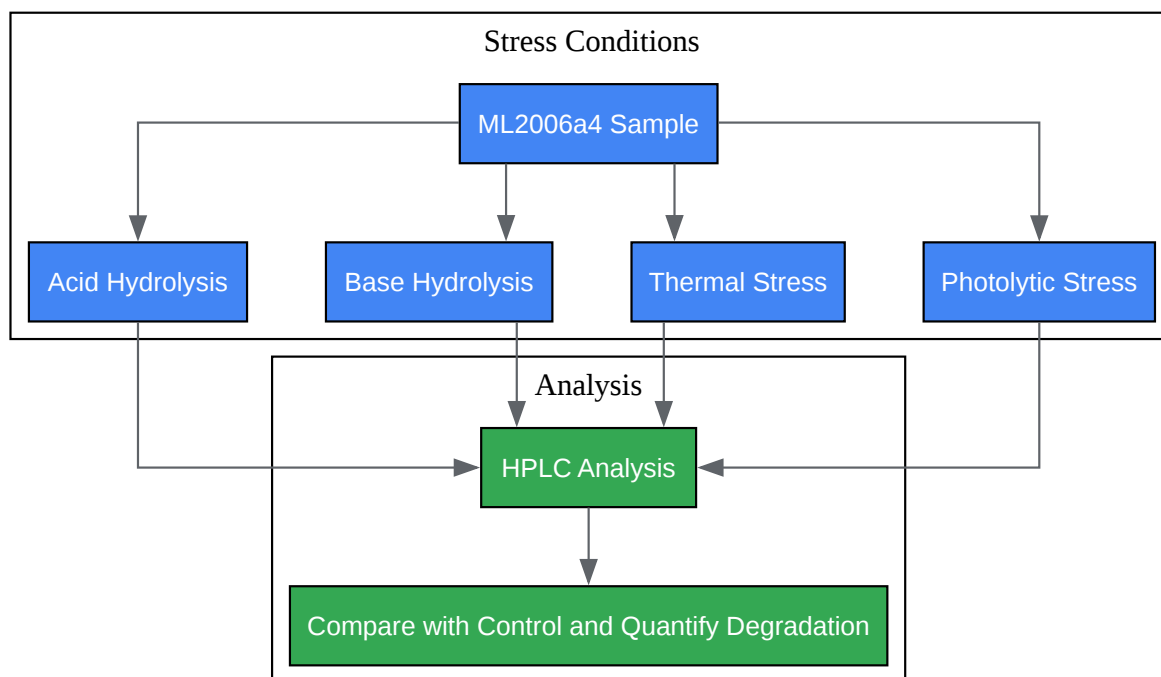 Stress Conditions
ML2006a4 Sample
Acid Hydrolysis
Base Hydrolysis
Thermal Stress
Photolytic Stress
Analysis
HPLC Analysis
Compare with Control and Quantify Degradation